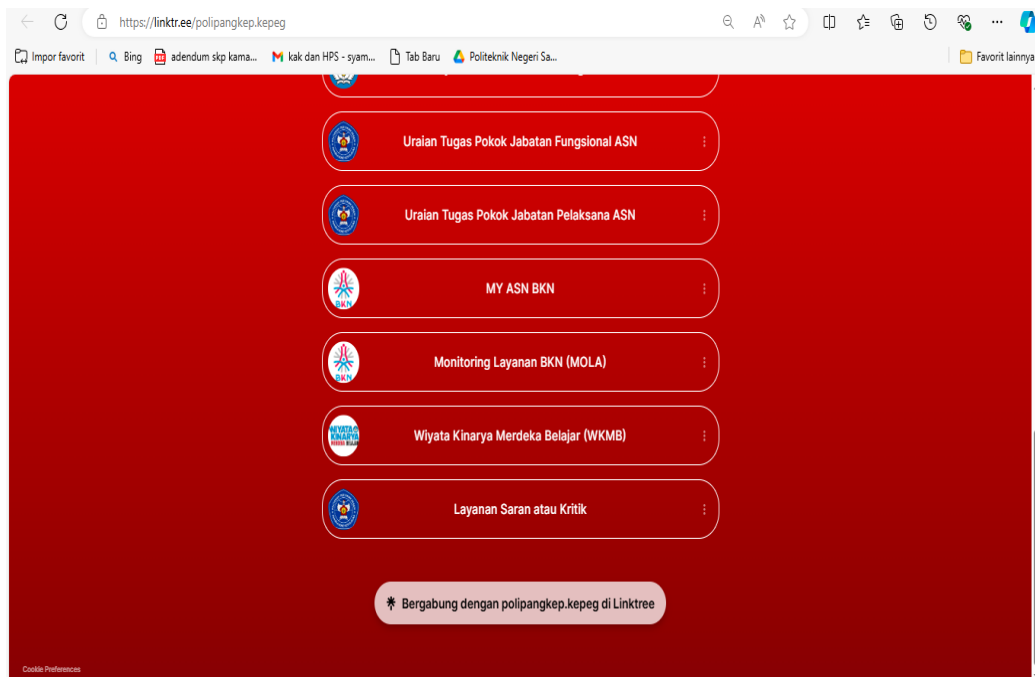 https://linktr.ee/polipangkep.kepeg
Impor favorit
Bing
adendum skp kama...
kak dan HPS - syam...
Tab Baru
Politeknik Negeri Sa...
Favorit lainnya
Uraian Tugas Pokok Jabatan Fungsional ASN
Uraian Tugas Pokok Jabatan Pelaksana ASN
BKN
MY ASN BKN
BKN
Monitoring Layanan BKN (MOLA)
Wiyata Kinarya Merdeka Belajar (WKMB)
Layanan Saran atau Kritik
Bergabung dengan polipangkep.kepeg di Linktree
Cookie Preferences